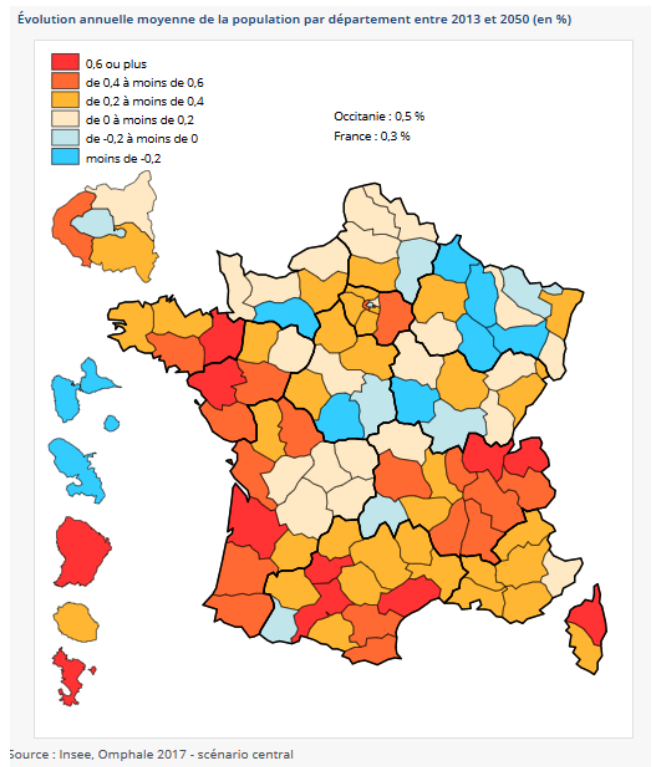 Évolution annuelle moyenne de la population par département entre 2013 et 2050 (en %)
0,6 ou plus
de 0,4 à moins de 0,6
de 0,2 à moins de 0,4
de 0 à moins de 0,2
de -0,2 à moins de 0
moins de -0,2
Occitanie : 0,5 %
France : 0,3 %
Source : Insee, Omphale 2017 - scénario central